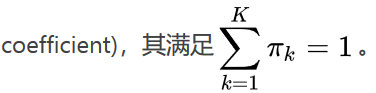 coefficient)，其满足 $\sum_{k=1}^{K} \pi_k = 1$ 。